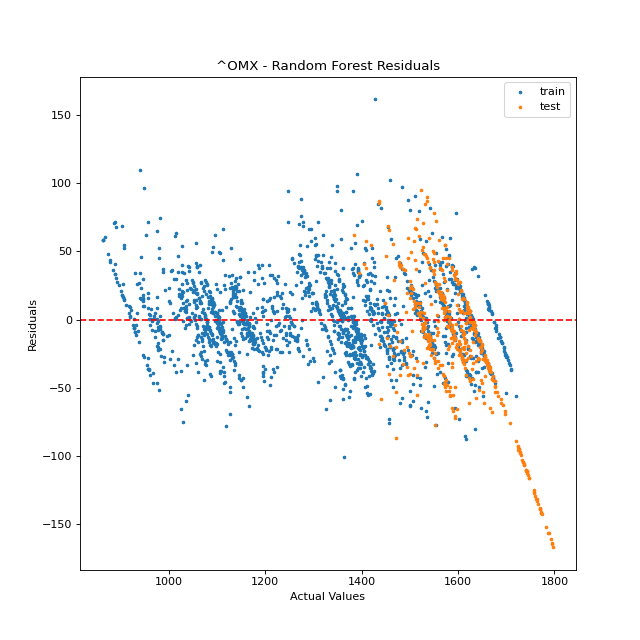 ^OMX - Random Forest Residuals
train
test
150
100
50
0
−50
−100
−150
Residuals
1000 1200 1400 1600 1800
Actual Values